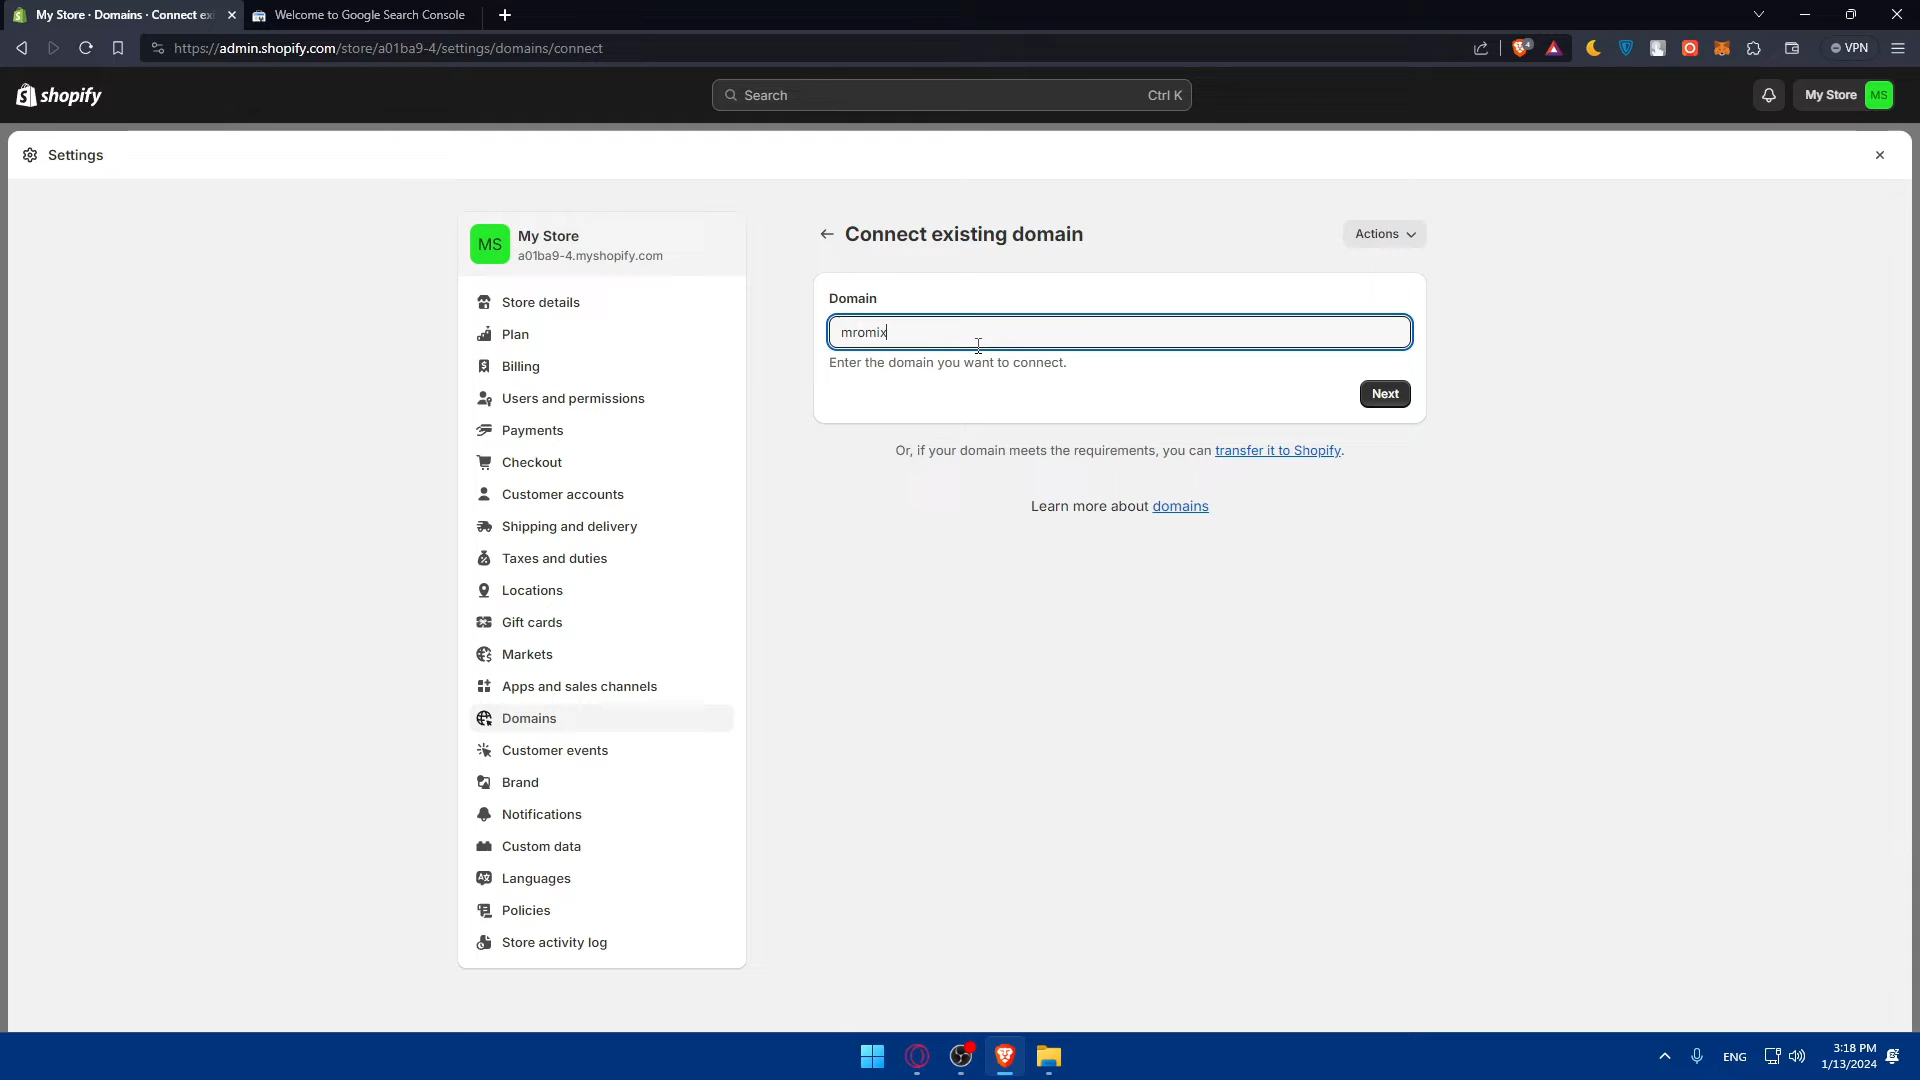 My Store · Domains · Connect exi
Welcome to Google Search Console
https://admin.shopify.com/store/a01ba9-4/settings/domains/connect
4
VPN
shopify
Search
Ctrl K
My Store
MS
Settings
MS
My Store
a01ba9-4.myshopify.com
Store details
Plan
Billing
Users and permissions
Payments
Checkout
Customer accounts
Shipping and delivery
Taxes and duties
Locations
Gift cards
Markets
Apps and sales channels
Domains
Customer events
Brand
Notifications
Custom data
Languages
Policies
Store activity log
Connect existing domain
Actions
Domain
mromix
Enter the domain you want to connect.
Next
Or, if your domain meets the requirements, you can transfer it to Shopify.
Learn more about domains
ENG
3:18 PM
1/13/2024